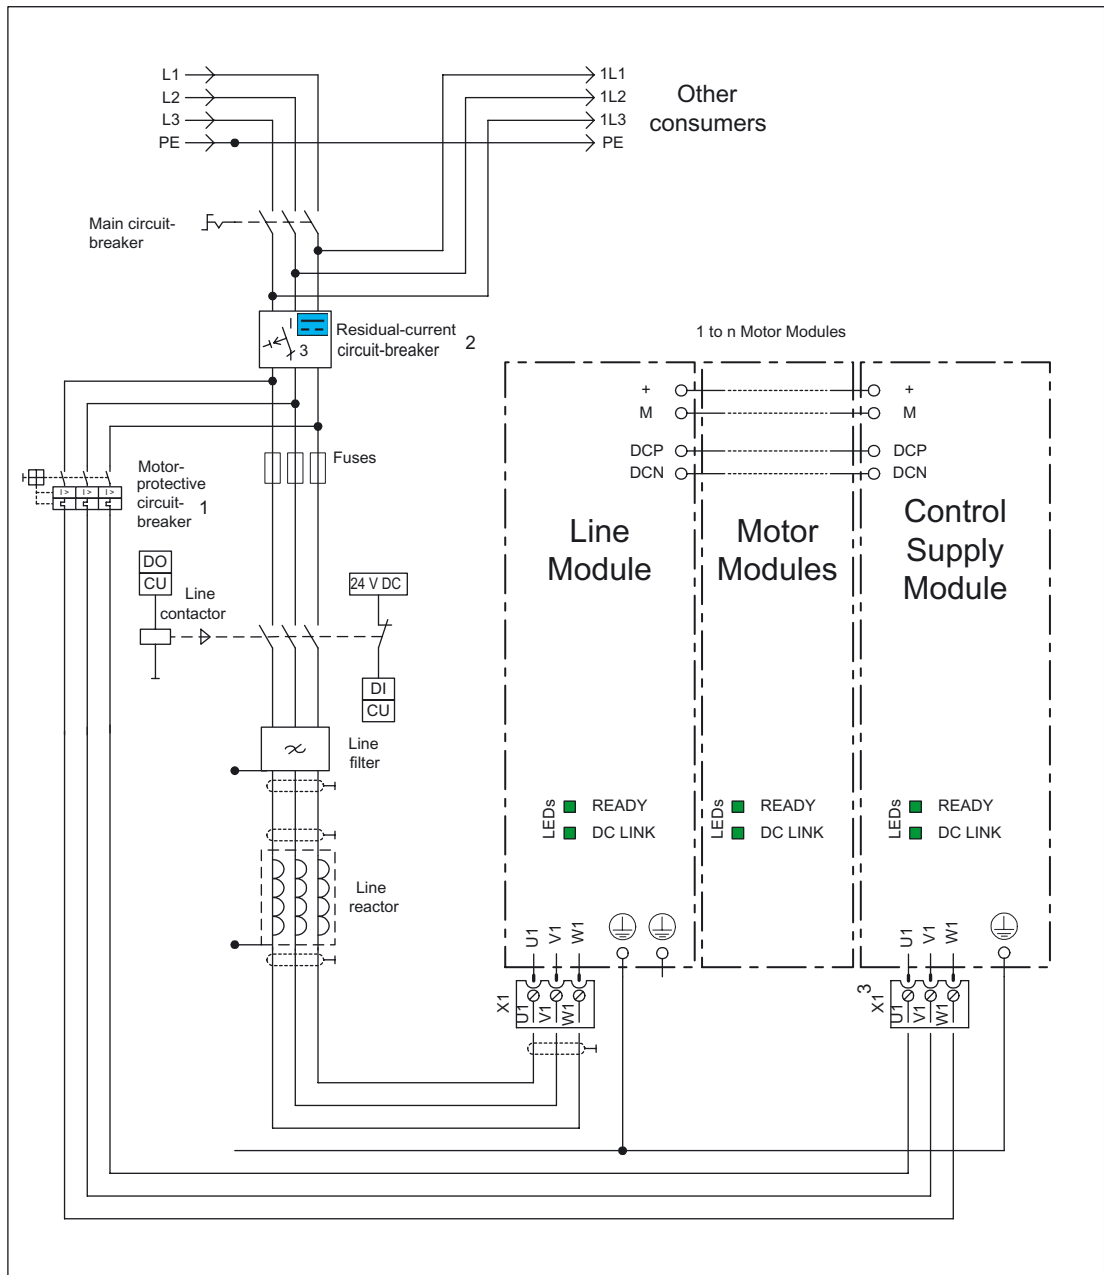 L1
1L1
L2
1L2
Other
L3
1L3
consumers
PE
PE
Main circuit-
breaker
3
Residual-current
circuit-breaker 2
1 to n Motor Modules
+
+
M
M
DCP
DCP
DCN
DCN
Fuses
Motor-
protective
circuit-
breaker 1
I >
I >
I >
Line
Module
Motor
Modules
Control
Supply
Module
DO
CU
Line
contactor
24 V DC
DI
CU
Line
filter
LEDs
READY
DC LINK
LEDs
READY
DC LINK
LEDs
READY
DC LINK
Line
reactor
U1
V1
W1
U1
V1
W1
X1
U1
V1
W1
3
X1
U1
V1
W1